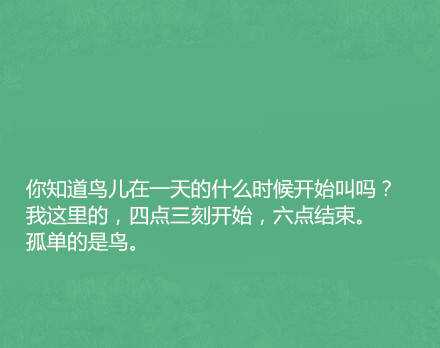 你知道鸟儿在一天的什么时候开始叫吗？
我这里的，四点三刻开始，六点结束。
孤单的是鸟。